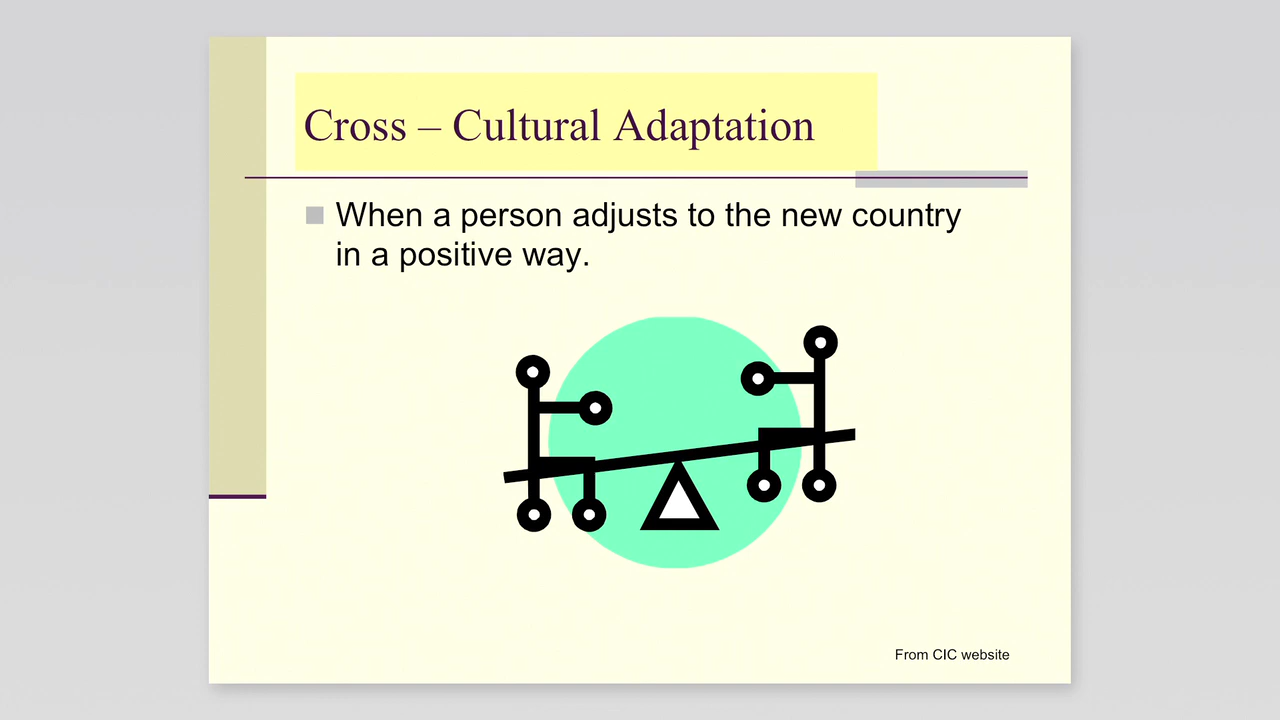 Cross – Cultural Adaptation
When a person adjusts to the new country
in a positive way.
From CIC website